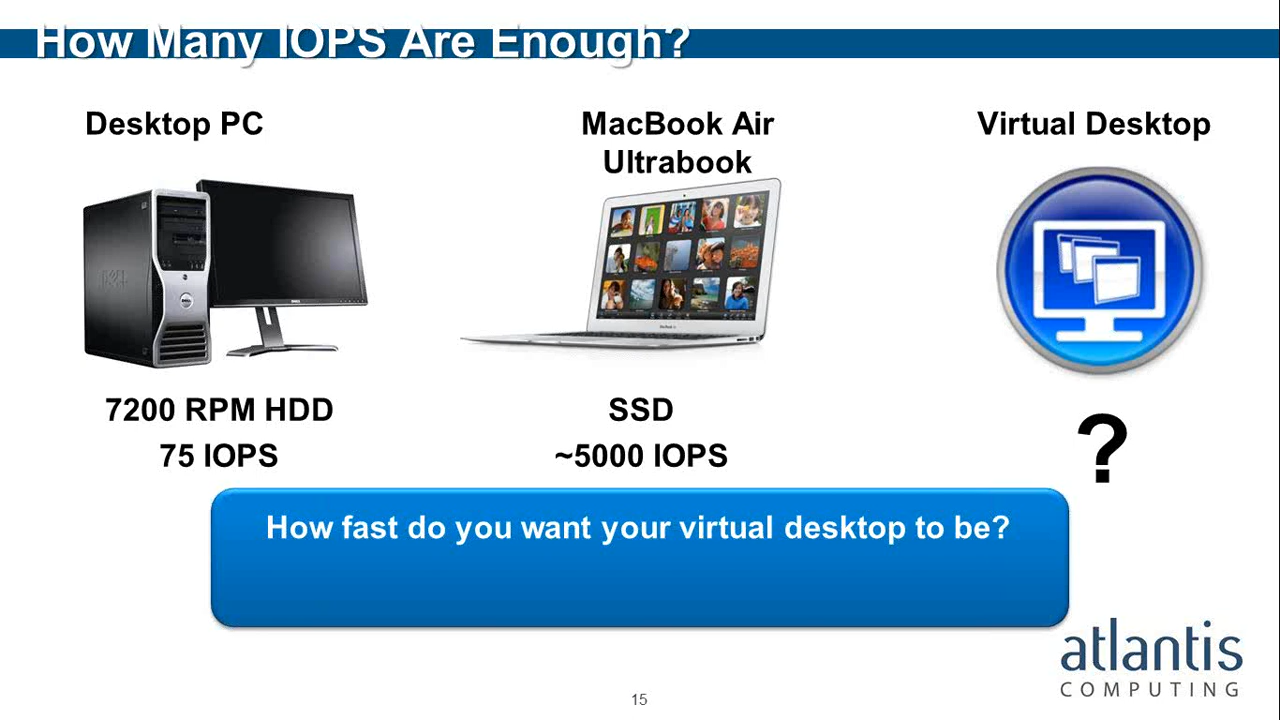 How Many IOPS Are Enough?
Desktop PC
MacBook Air
Ultrabook
Virtual Desktop
7200 RPM HDD
75 IOPS
SSD
~5000 IOPS
?
How fast do you want your virtual desktop to be?
atlantis
COMPUTING
15